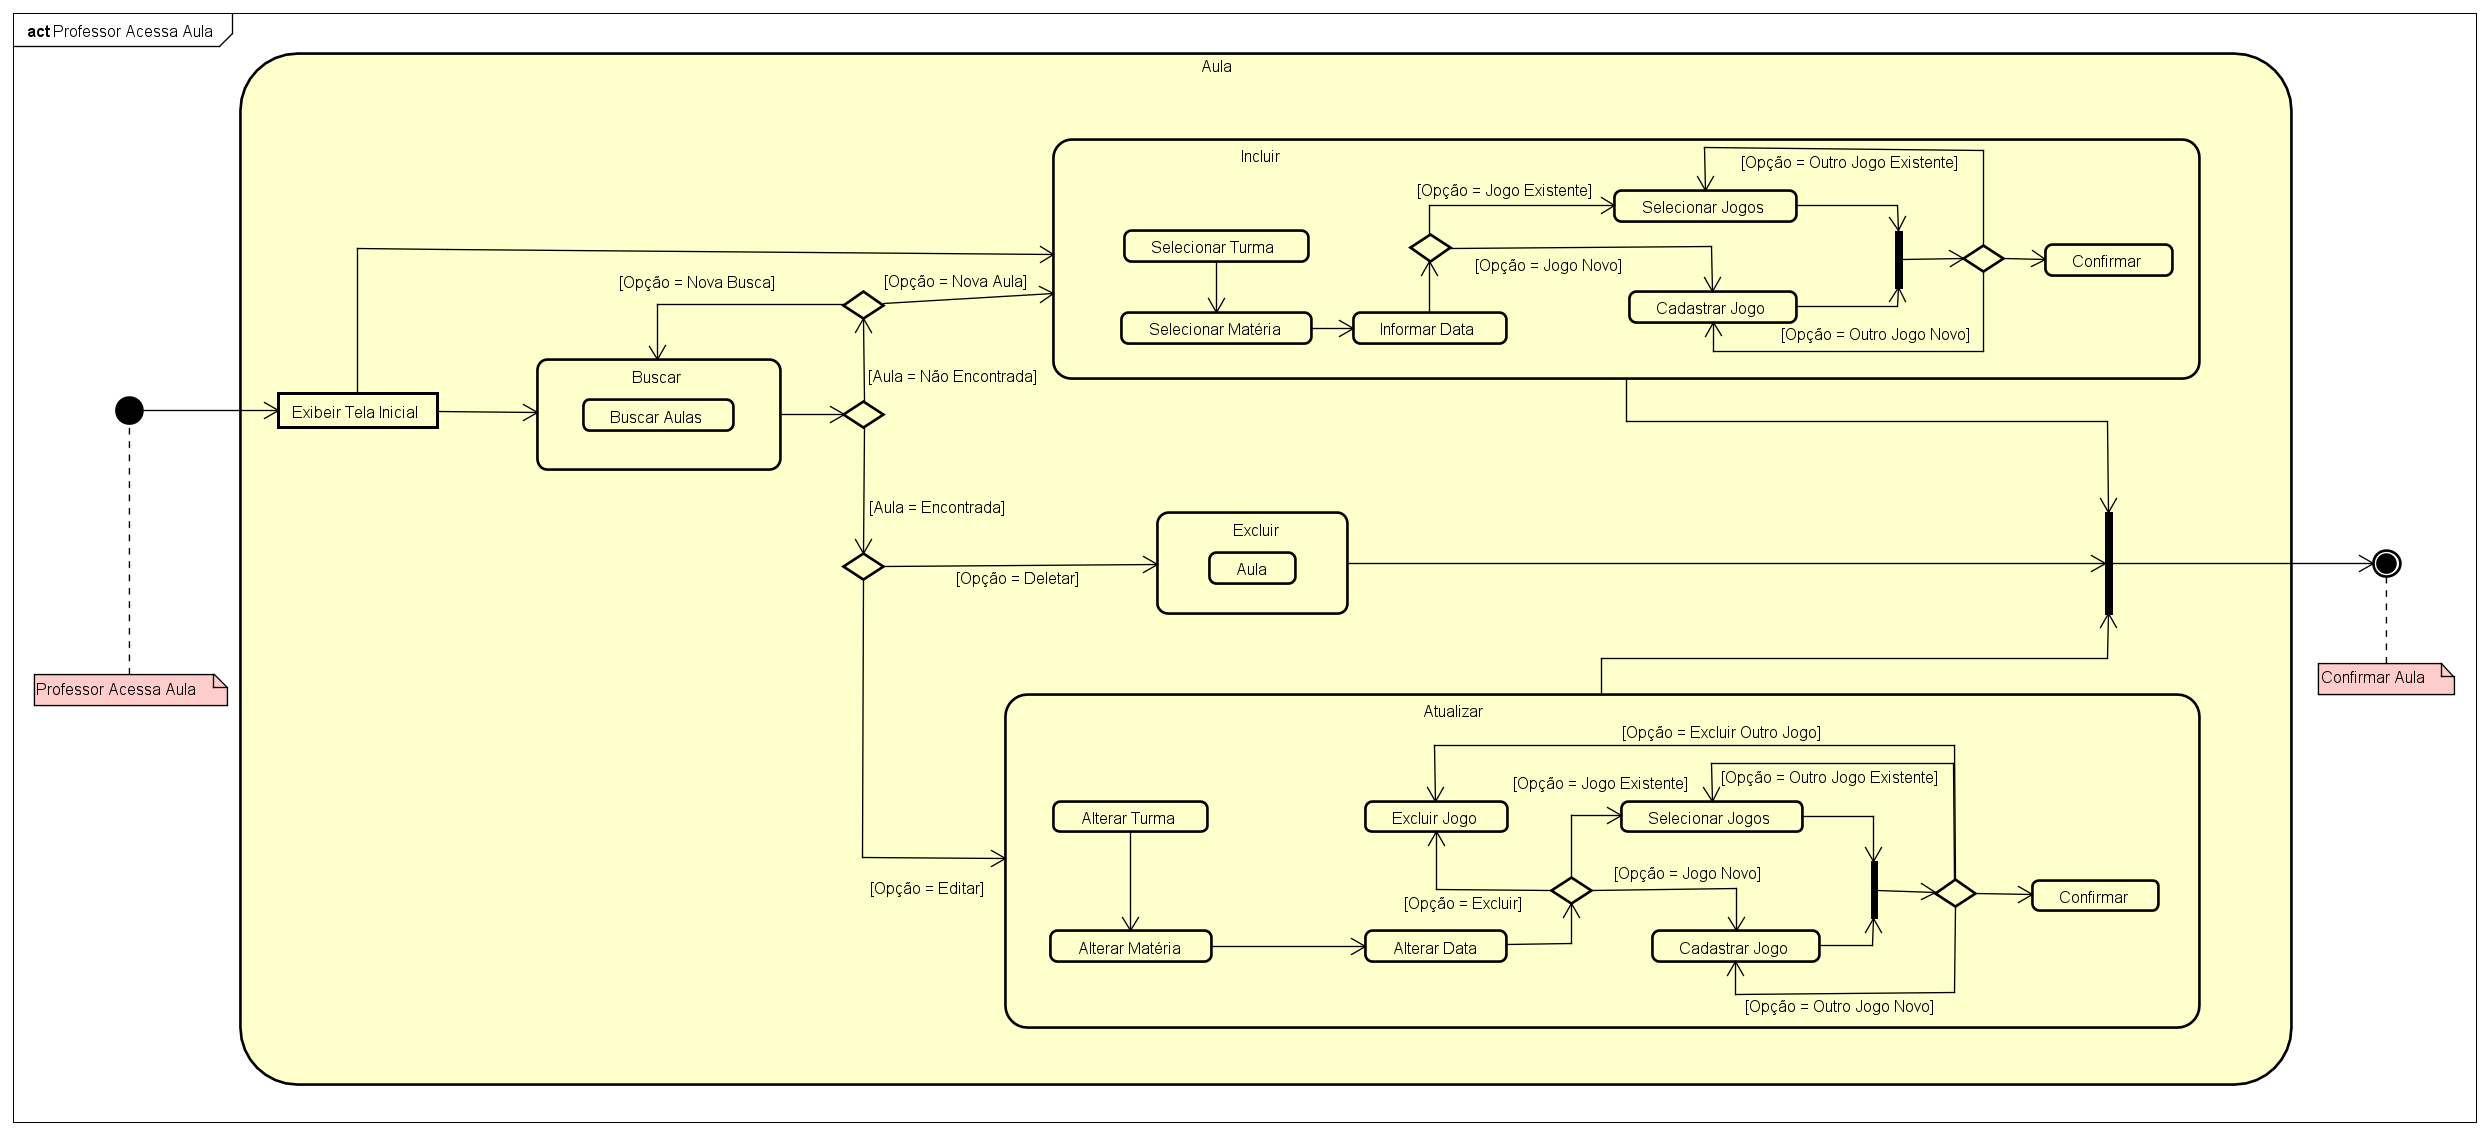 act Professor Acessa Aula
Aula
Incluir
[Opção = Outro Jogo Existente]
[Opção = Jogo Existente]
Selecionar Jogos
Selecionar Turma
Confirmar
[Opção = Jogo Novo]
[Opção = Nova Busca]
[Opção = Nova Aula]
Cadastrar Jogo
Selecionar Matéria
Informar Data
[Opção = Outro Jogo Novo]
Buscar
[Aula = Não Encontrada]
Exibeir Tela Inicial
Buscar Aulas
[Aula = Encontrada]
Excluir
Aula
[Opção = Deletar]
Professor Acessa Aula
Confirmar Aula
Atualizar
[Opção = Excluir Outro Jogo]
[Opção = Outro Jogo Existente]
[Opção = Jogo Existente]
Alterar Turma
Excluir Jogo
Selecionar Jogos
[Opção = Jogo Novo]
[Opção = Editar]
[Opção = Excluir]
Confirmar
Alterar Matéria
Alterar Data
Cadastrar Jogo
[Opção = Outro Jogo Novo]